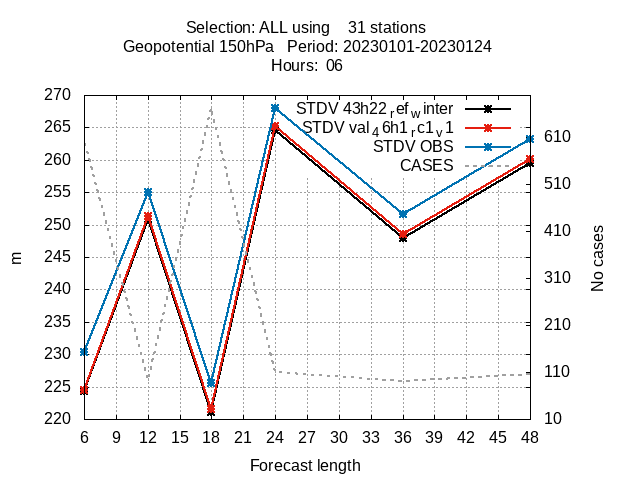 Selection: ALL using    31 stations
Geopotential 150hPa   Period: 20230101-20230124
Hours:  06
270
265
260
255
250
245
240
235
230
225
220
m
STDV 43h22refwinter
STDV val46h1rc1v1
STDV OBS
CASES
610
510
410
310
210
110
10
No cases
6 9 12 15 18 21 24 27 30 33 36 39 42 45 48
Forecast length